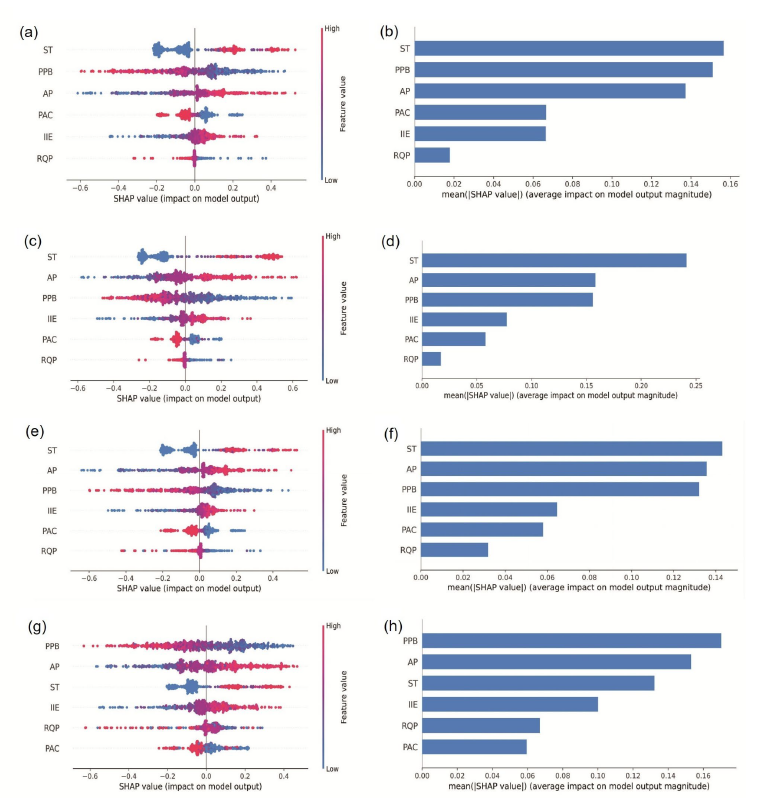 (a)
High
ST
PPB
AP
PAC
IIE
RQP
Feature value
Low
−0.6 −0.4 −0.2 0.0 0.2 0.4
SHAP value (impact on model output)
(b)
ST
PPB
AP
PAC
IIE
RQP
0.00 0.02 0.04 0.06 0.08 0.10 0.12 0.14 0.16
mean(|SHAP value|) (average impact on model output magnitude)
(c)
High
ST
AP
PPB
IIE
PAC
RQP
Feature value
Low
−0.6 −0.4 −0.2 0.0 0.2 0.4 0.6
SHAP value (impact on model output)
(d)
ST
AP
PPB
IIE
PAC
RQP
0.00 0.05 0.10 0.15 0.20 0.25
mean(|SHAP value|) (average impact on model output magnitude)
(e)
High
ST
AP
PPB
IIE
PAC
RQP
Feature value
Low
−0.6 −0.4 −0.2 0.0 0.2 0.4
SHAP value (impact on model output)
(f)
ST
AP
PPB
IIE
PAC
RQP
0.00 0.02 0.04 0.06 0.08 0.10 0.12 0.14
mean(|SHAP value|) (average impact on model output magnitude)
(g)
High
PPB
AP
ST
IIE
RQP
PAC
Feature value
Low
−0.6 −0.4 −0.2 0.0 0.2 0.4
SHAP value (impact on model output)
(h)
PPB
AP
ST
IIE
RQP
PAC
0.00 0.02 0.04 0.06 0.08 0.10 0.12 0.14 0.16
mean(|SHAP value|) (average impact on model output magnitude)